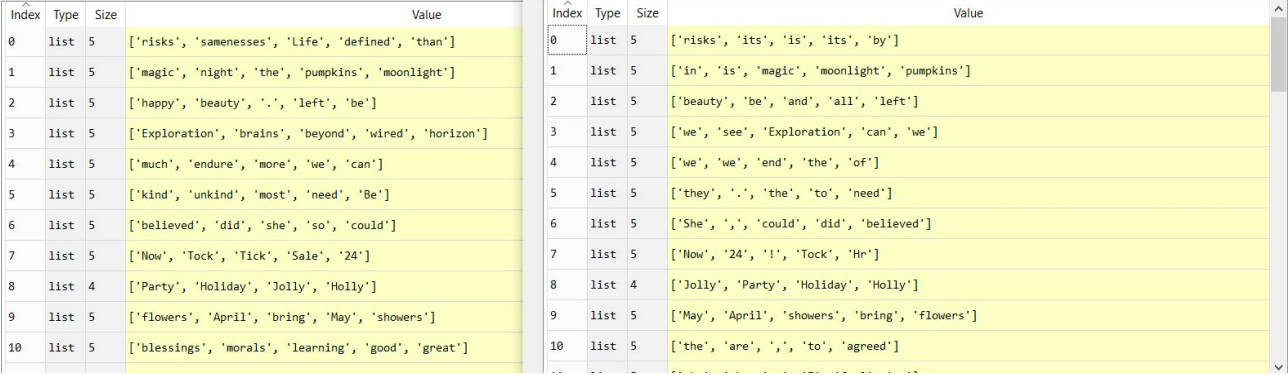 Index Type Size Value
0 list 5 ['risks', 'samenesses', 'Life', 'defined', 'than']
1 list 5 ['magic', 'night', 'the', 'pumpkins', 'moonlight']
2 list 5 ['happy', 'beauty', '.', 'left', 'be']
3 list 5 ['Exploration', 'brains', 'beyond', 'wired', 'horizon']
4 list 5 ['much', 'endure', 'more', 'we', 'can']
5 list 5 ['kind', 'unkind', 'most', 'need', 'Be']
6 list 5 ['believed', 'did', 'she', 'so', 'could']
7 list 5 ['Now', 'Tock', 'Tick', 'Sale', '24']
8 list 4 ['Party', 'Holiday', 'Jolly', 'Holly']
9 list 5 ['flowers', 'April', 'bring', 'May', 'showers']
10 list 5 ['blessings', 'morals', 'learning', 'good', 'great']
Index Type Size Value
0 list 5 ['risks', 'its', 'is', 'its', 'by']
1 list 5 ['in', 'is', 'magic', 'moonlight', 'pumpkins']
2 list 5 ['beauty', 'be', 'and', 'all', 'left']
3 list 5 ['we', 'see', 'Exploration', 'can', 'we']
4 list 5 ['we', 'we', 'end', 'the', 'of']
5 list 5 ['they', '.', 'the', 'to', 'need']
6 list 5 ['She', ',', 'could', 'did', 'believed']
7 list 5 ['Now', '24', '!', 'Tock', 'Hr']
8 list 4 ['Jolly', 'Party', 'Holiday', 'Holly']
9 list 5 ['May', 'April', 'showers', 'bring', 'flowers']
10 list 5 ['the', 'are', ',', 'to', 'agreed']